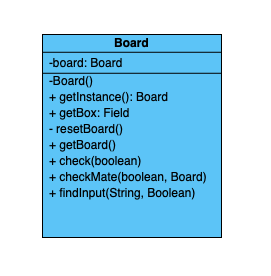 Board
-board: Board
-Board()
+ getInstance(): Board
+ getBox: Field
- resetBoard()
+ getBoard()
+ check(boolean)
+ checkMate(boolean, Board)
+ findInput(String, Boolean)